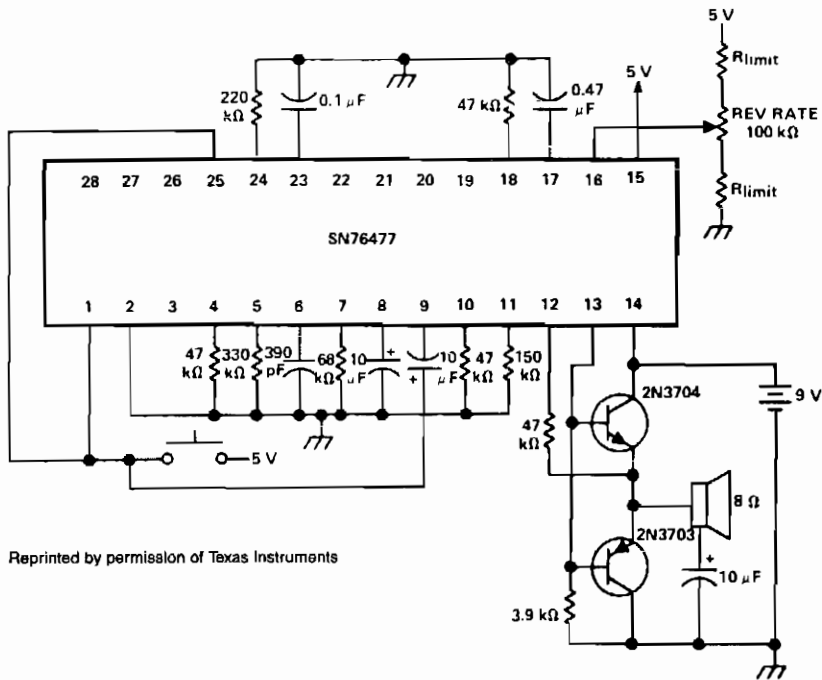 5 V
Rlimit
220 kΩ
0.1 µF
47 kΩ
0.47 µF
5 V
REV RATE
100 kΩ
Rlimit
28 27 26 25 24 23 22 21 20 19 18 17 16 15
SN76477
1 2 3 4 5 6 7 8 9 10 11 12 13 14
47 kΩ
330 kΩ
390 pF
68 kΩ
10 µF
+
10 µF
+
47 kΩ
150 kΩ
2N3704
9 V
47 kΩ
5 V
8 Ω
2N3703
+
10 µF
3.9 kΩ
Reprinted by permission of Texas Instruments